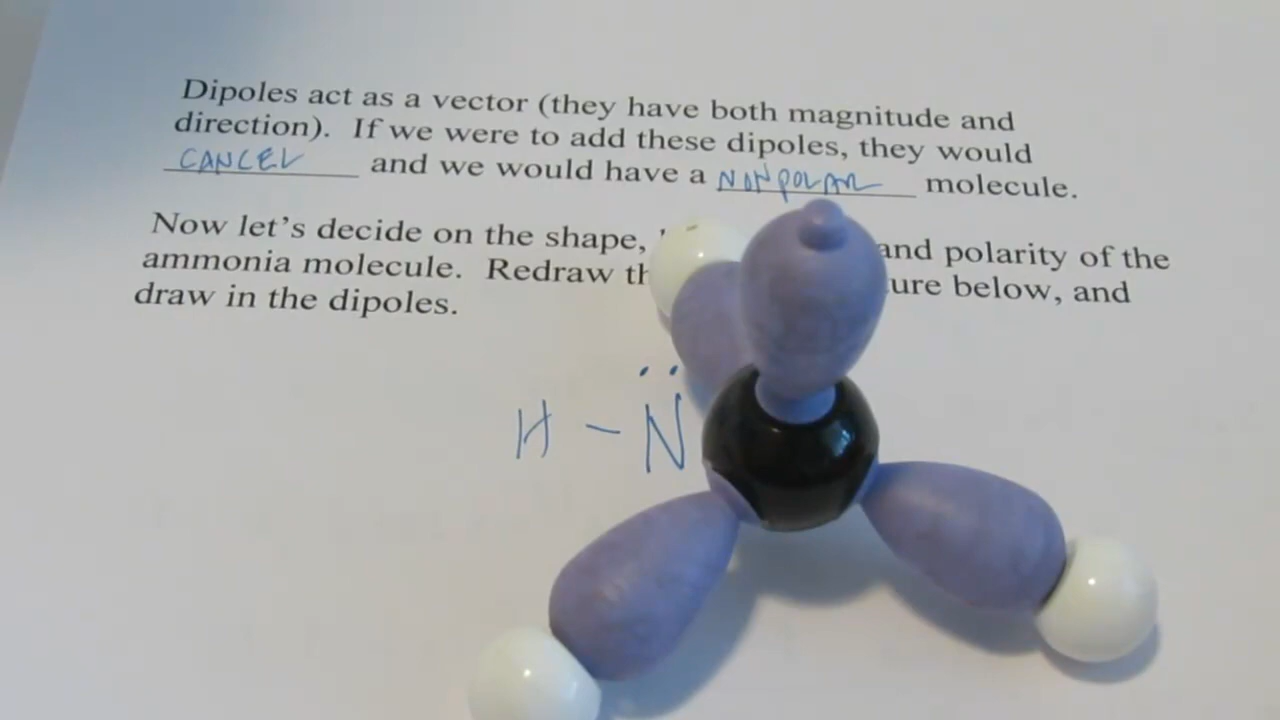 Dipoles act as a vector (they have both magnitude and
direction). If we were to add these dipoles, they would
CANCEL and we would have a NONPOLAR molecule.
Now let's decide on the shape, and polarity of the
ammonia molecule. Redraw below, and
draw in the dipoles.
H - N